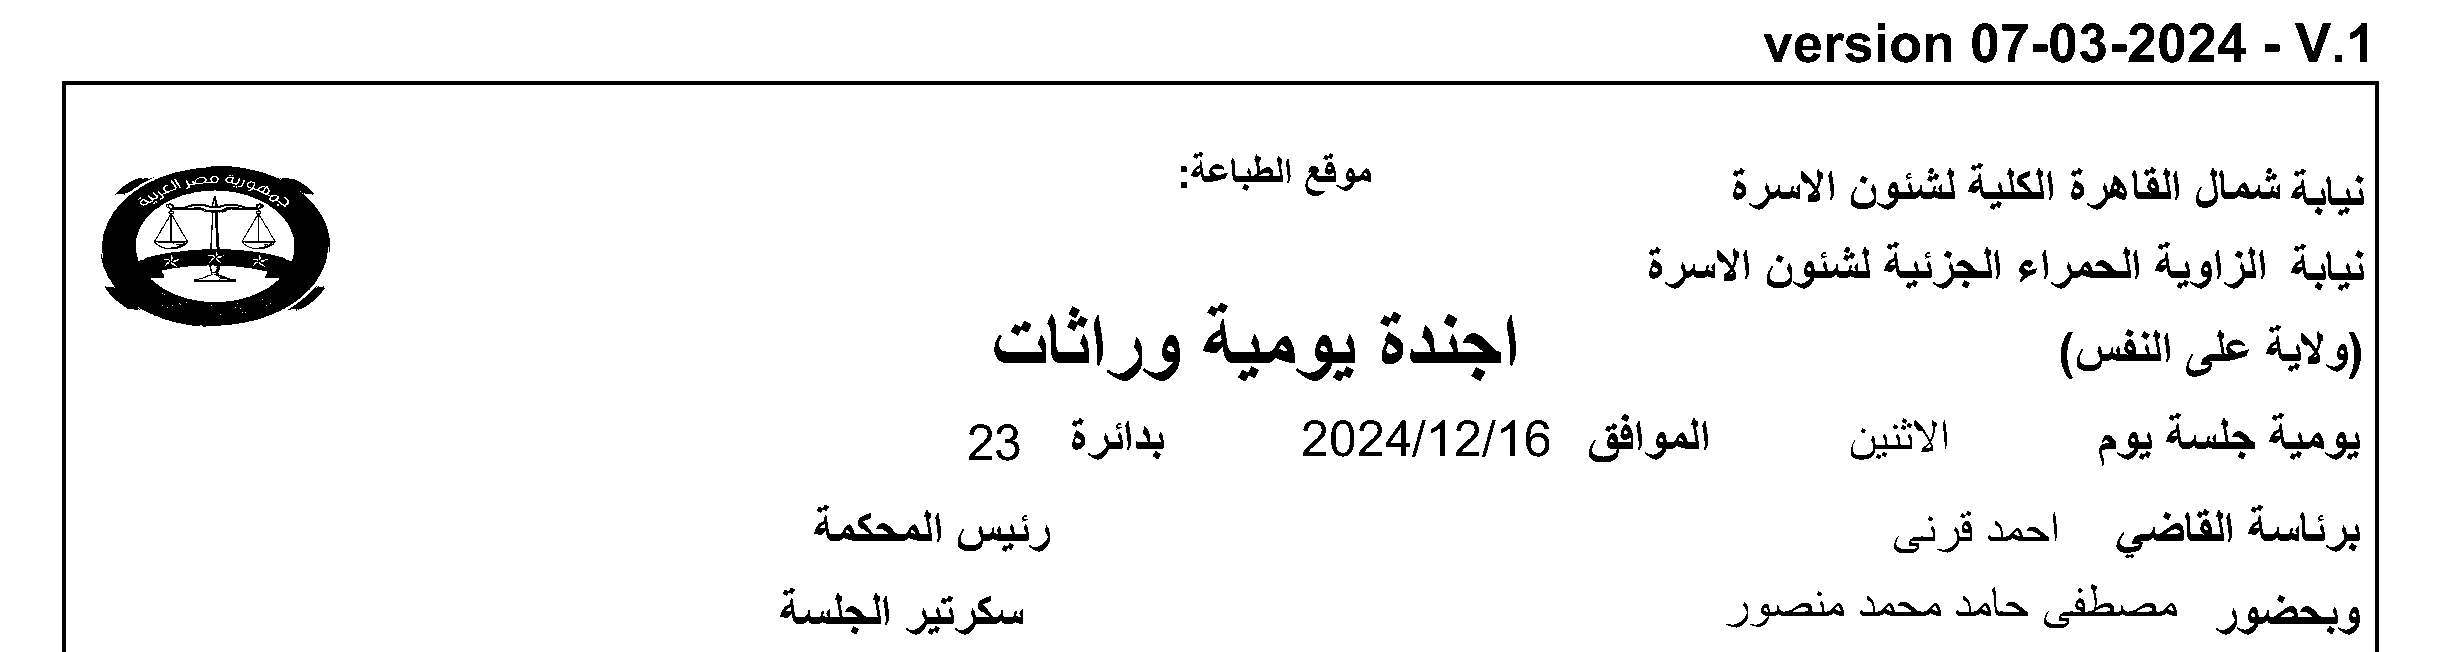 version 07-03-2024 - V.1
نيابة شمال القاهرة الكلية لشئون الاسرة
موقع الطباعة:
جمهورية مصر العربية
نيابة الزاوية الحمراء الجزئية لشئون الاسرة
اجندة يومية وراثات
(ولاية على النفس)
يومية جلسة يوم الاثنين الموافق 2024/12/16 بدائرة 23
برئاسة القاضي احمد قرنى رئيس المحكمة
وبحضور مصطفى حامد محمد منصور سكرتير الجلسة